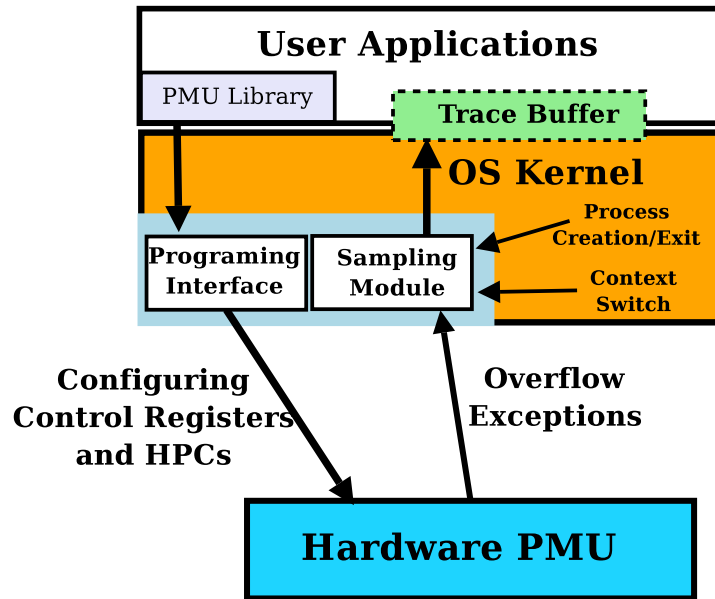 User Applications
PMU Library
Trace Buffer
OS Kernel
Process
Creation/Exit
Programing
Interface
Sampling
Module
Context
Switch
Configuring
Control Registers
and HPCs
Overflow
Exceptions
Hardware PMU